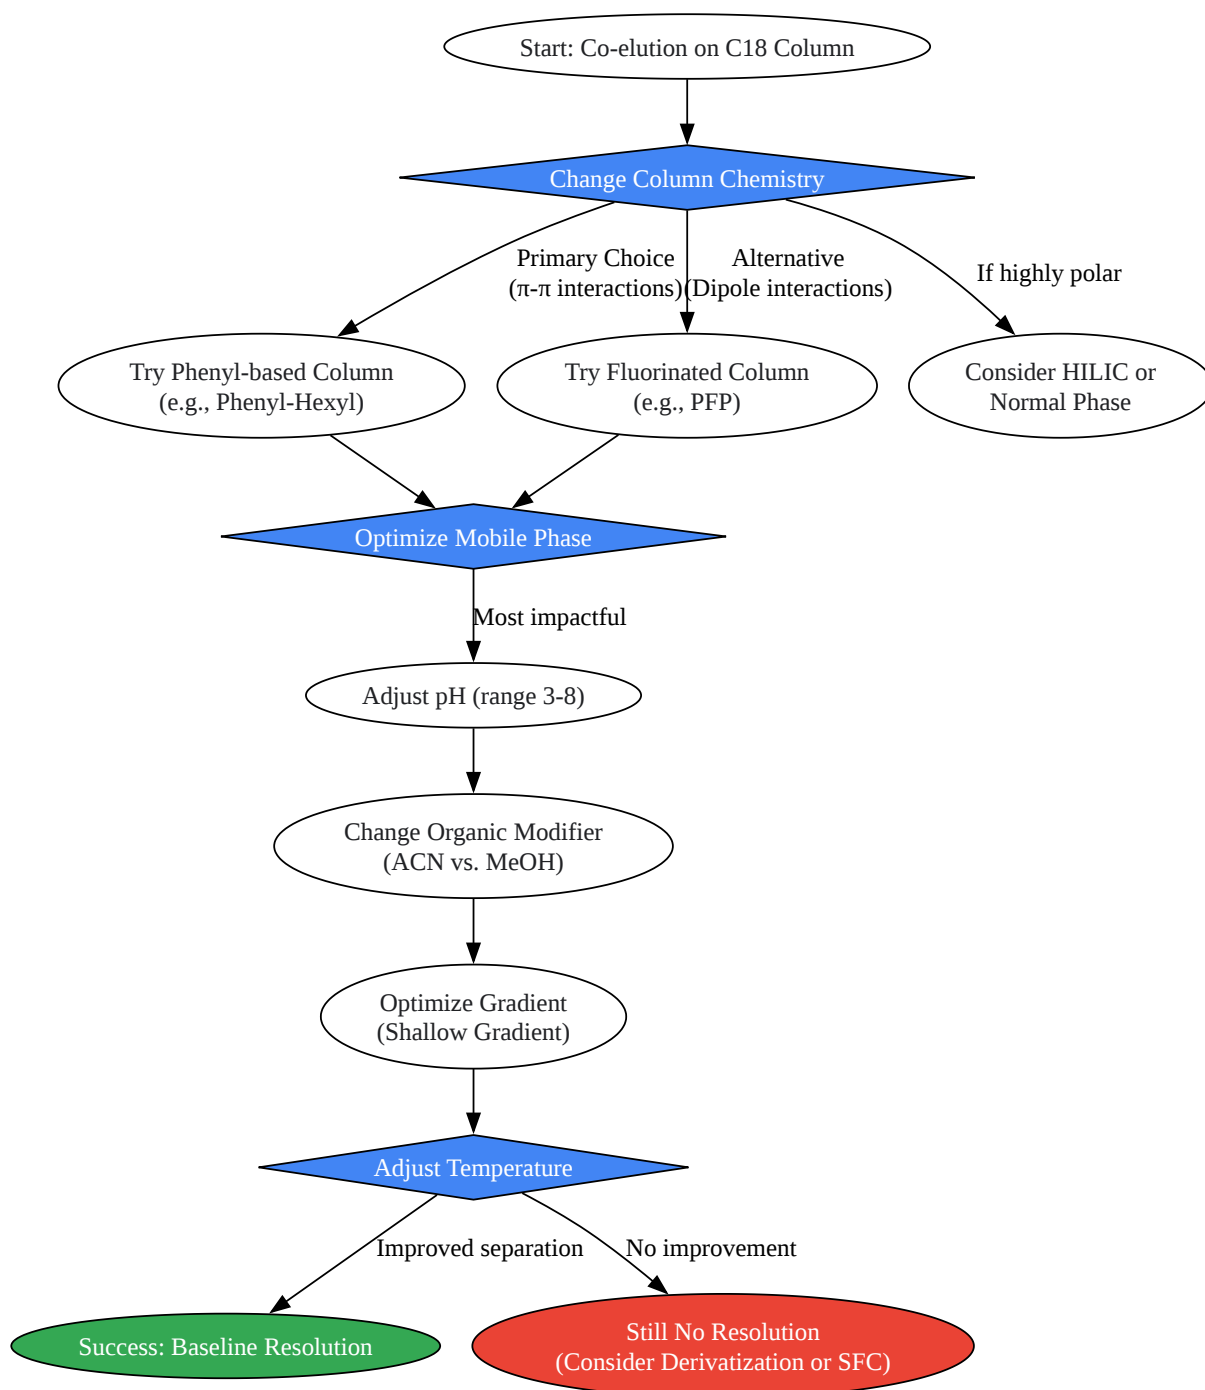 Start: Co-elution on C18 Column
Change Column Chemistry
Primary Choice
(π-π interactions)
Alternative
(Dipole interactions)
If highly polar
Try Phenyl-based Column
(e.g., Phenyl-Hexyl)
Try Fluorinated Column
(e.g., PFP)
Consider HILIC or
Normal Phase
Optimize Mobile Phase
Most impactful
Adjust pH (range 3-8)
Change Organic Modifier
(ACN vs. MeOH)
Optimize Gradient
(Shallow Gradient)
Adjust Temperature
Improved separation
No improvement
Success: Baseline Resolution
Still No Resolution
(Consider Derivatization or SFC)